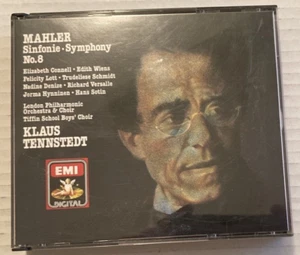 MAHLER
Sinfonie · Symphony
No. 8
Elizabeth Connell · Edith Wiens
Felicity Lott · Trudeliese Schmidt
Nadine Denize · Richard Versalle
Jorma Hynninen · Hans Sotin
London Philharmonic
Orchestra & Choir
Tiffin School Boys' Choir
KLAUS
TENNSTEDT
EMI
DIGITAL